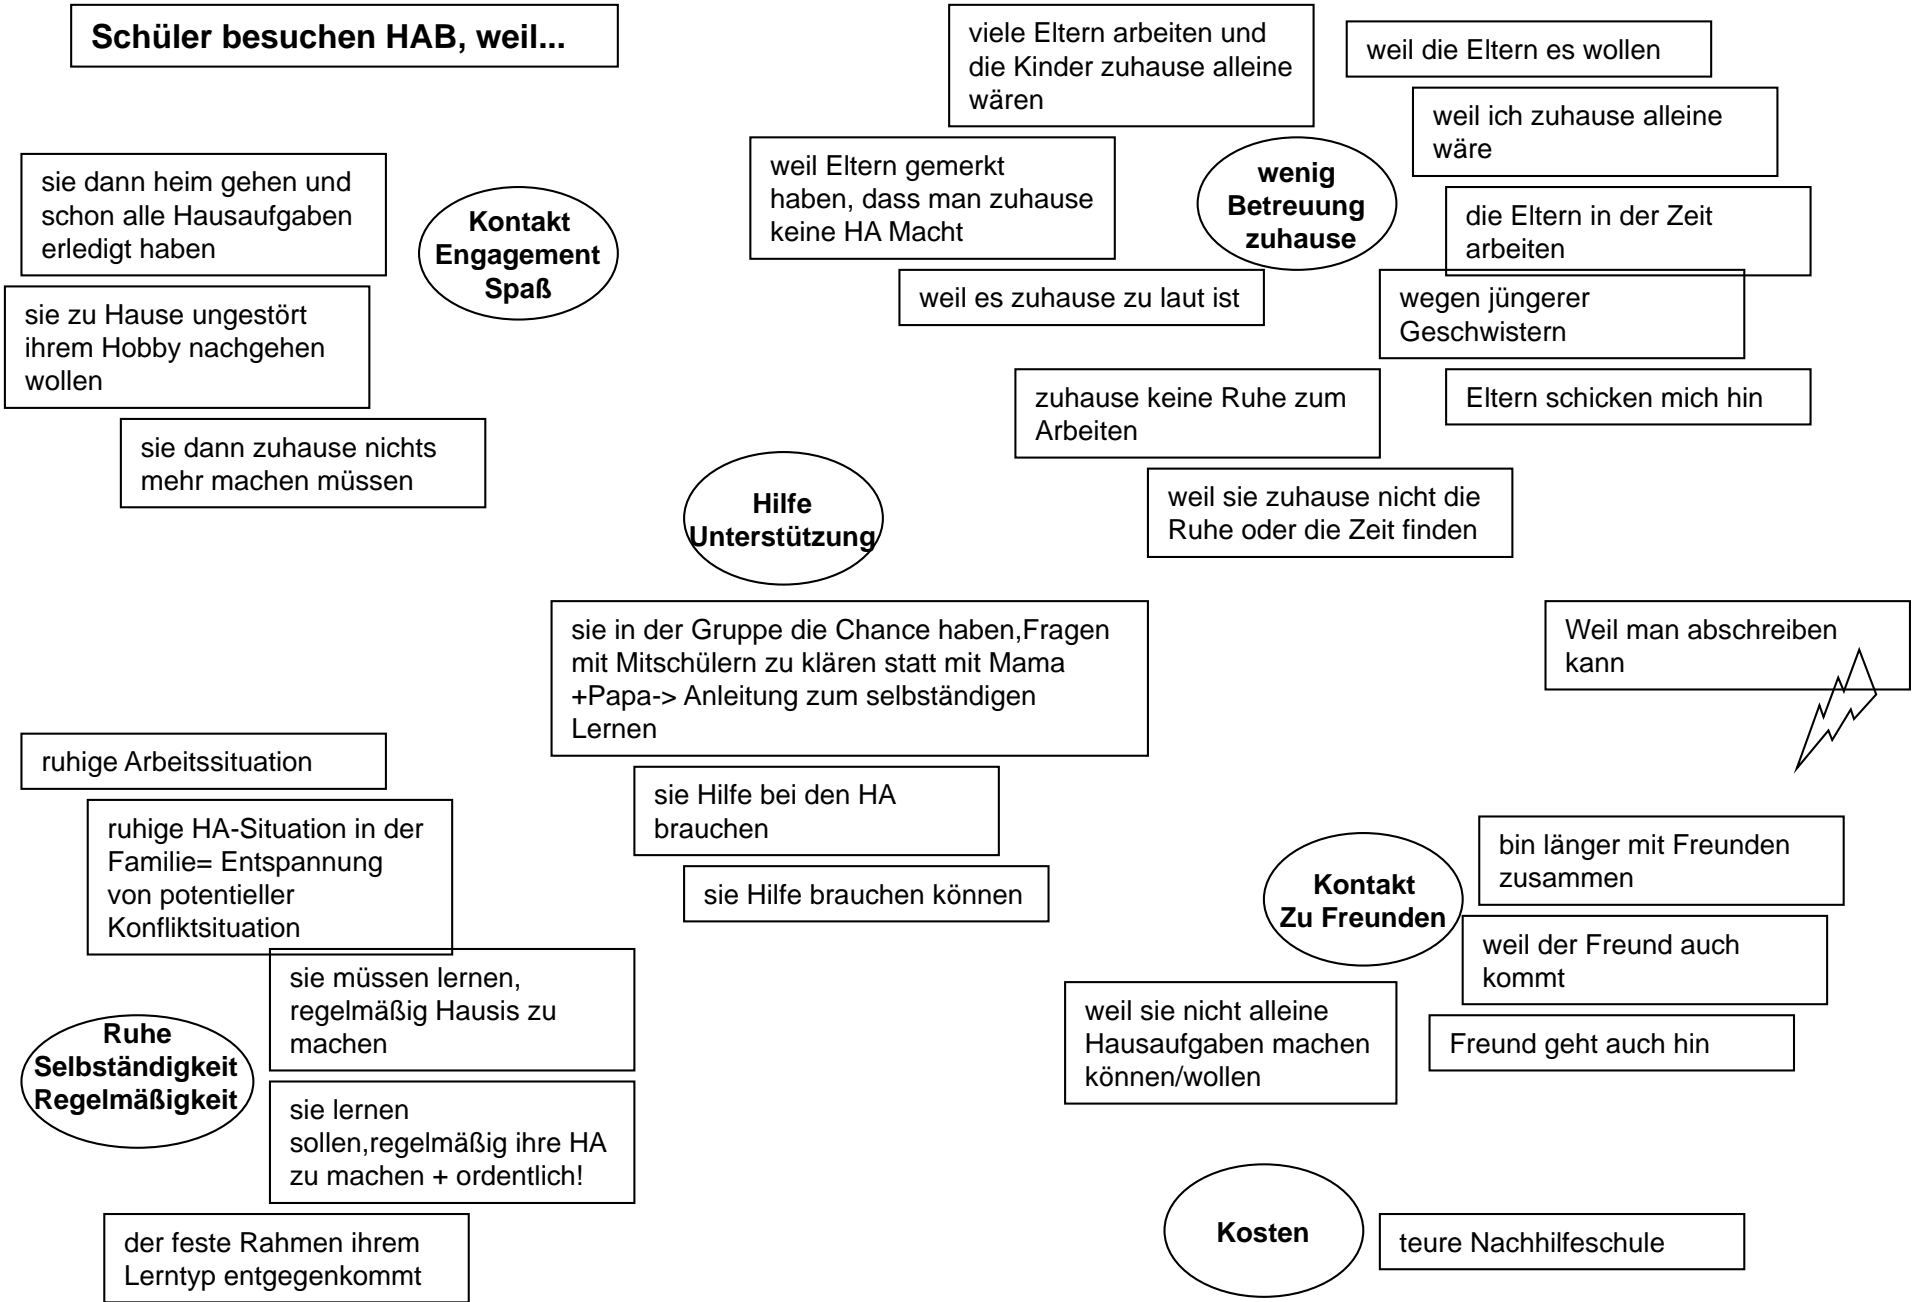 Schüler besuchen HAB, weil...
sie dann heim gehen und
schon alle Hausaufgaben
erledigt haben
Kontakt
Engagement
Spaß
sie zu Hause ungestört
ihrem Hobby nachgehen
wollen
sie dann zuhause nichts
mehr machen müssen
viele Eltern arbeiten und
die Kinder zuhause alleine
wären
weil die Eltern es wollen
weil ich zuhause alleine
wäre
weil Eltern gemerkt
haben, dass man zuhause
keine HA Macht
wenig
Betreuung
zuhause
die Eltern in der Zeit
arbeiten
weil es zuhause zu laut ist
wegen jüngerer
Geschwistern
zuhause keine Ruhe zum
Arbeiten
Eltern schicken mich hin
weil sie zuhause nicht die
Ruhe oder die Zeit finden
Hilfe
Unterstützung
sie in der Gruppe die Chance haben,Fragen
mit Mitschülern zu klären statt mit Mama
+Papa-> Anleitung zum selbständigen
Lernen
sie Hilfe bei den HA
brauchen
sie Hilfe brauchen können
Weil man abschreiben
kann
ruhige Arbeitssituation
ruhige HA-Situation in der
Familie= Entspannung
von potentieller
Konfliktsituation
sie müssen lernen,
regelmäßig Hausis zu
machen
Ruhe
Selbständigkeit
Regelmäßigkeit
sie lernen
sollen,regelmäßig ihre HA
zu machen + ordentlich!
der feste Rahmen ihrem
Lerntyp entgegenkommt
Kontakt
Zu Freunden
bin länger mit Freunden
zusammen
weil der Freund auch
kommt
weil sie nicht alleine
Hausaufgaben machen
können/wollen
Freund geht auch hin
Kosten
teure Nachhilfeschule